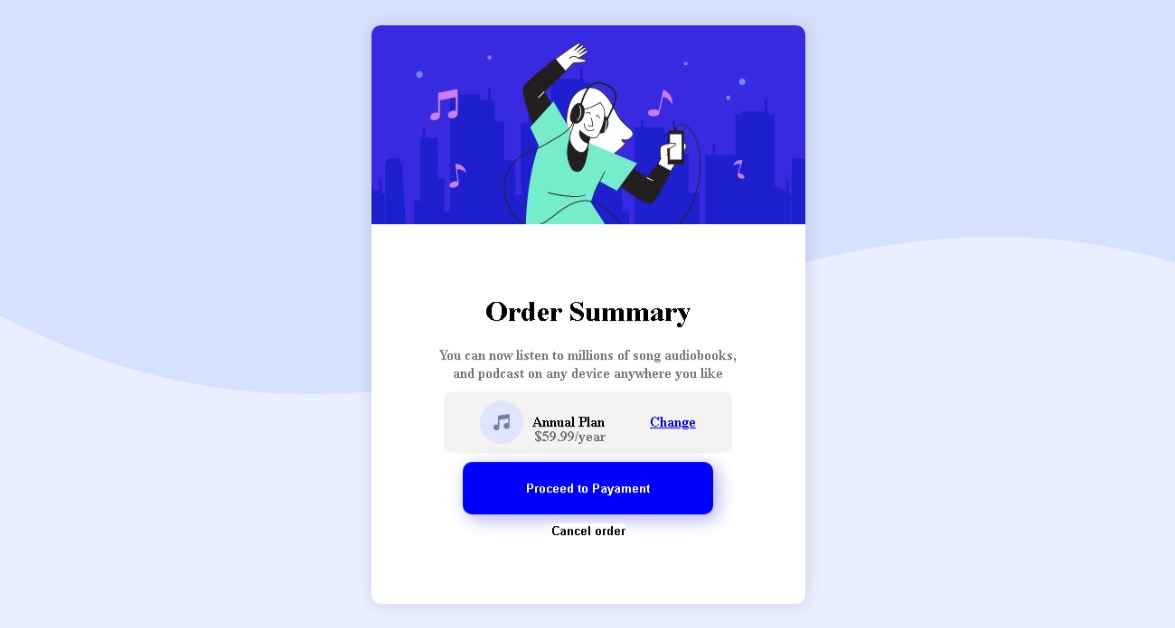 Order Summary
You can now listen to millions of song audiobooks,
and podcast on any device anywhere you like
Annual Plan
Change
$59.99/year
Proceed to Payament
Cancel order